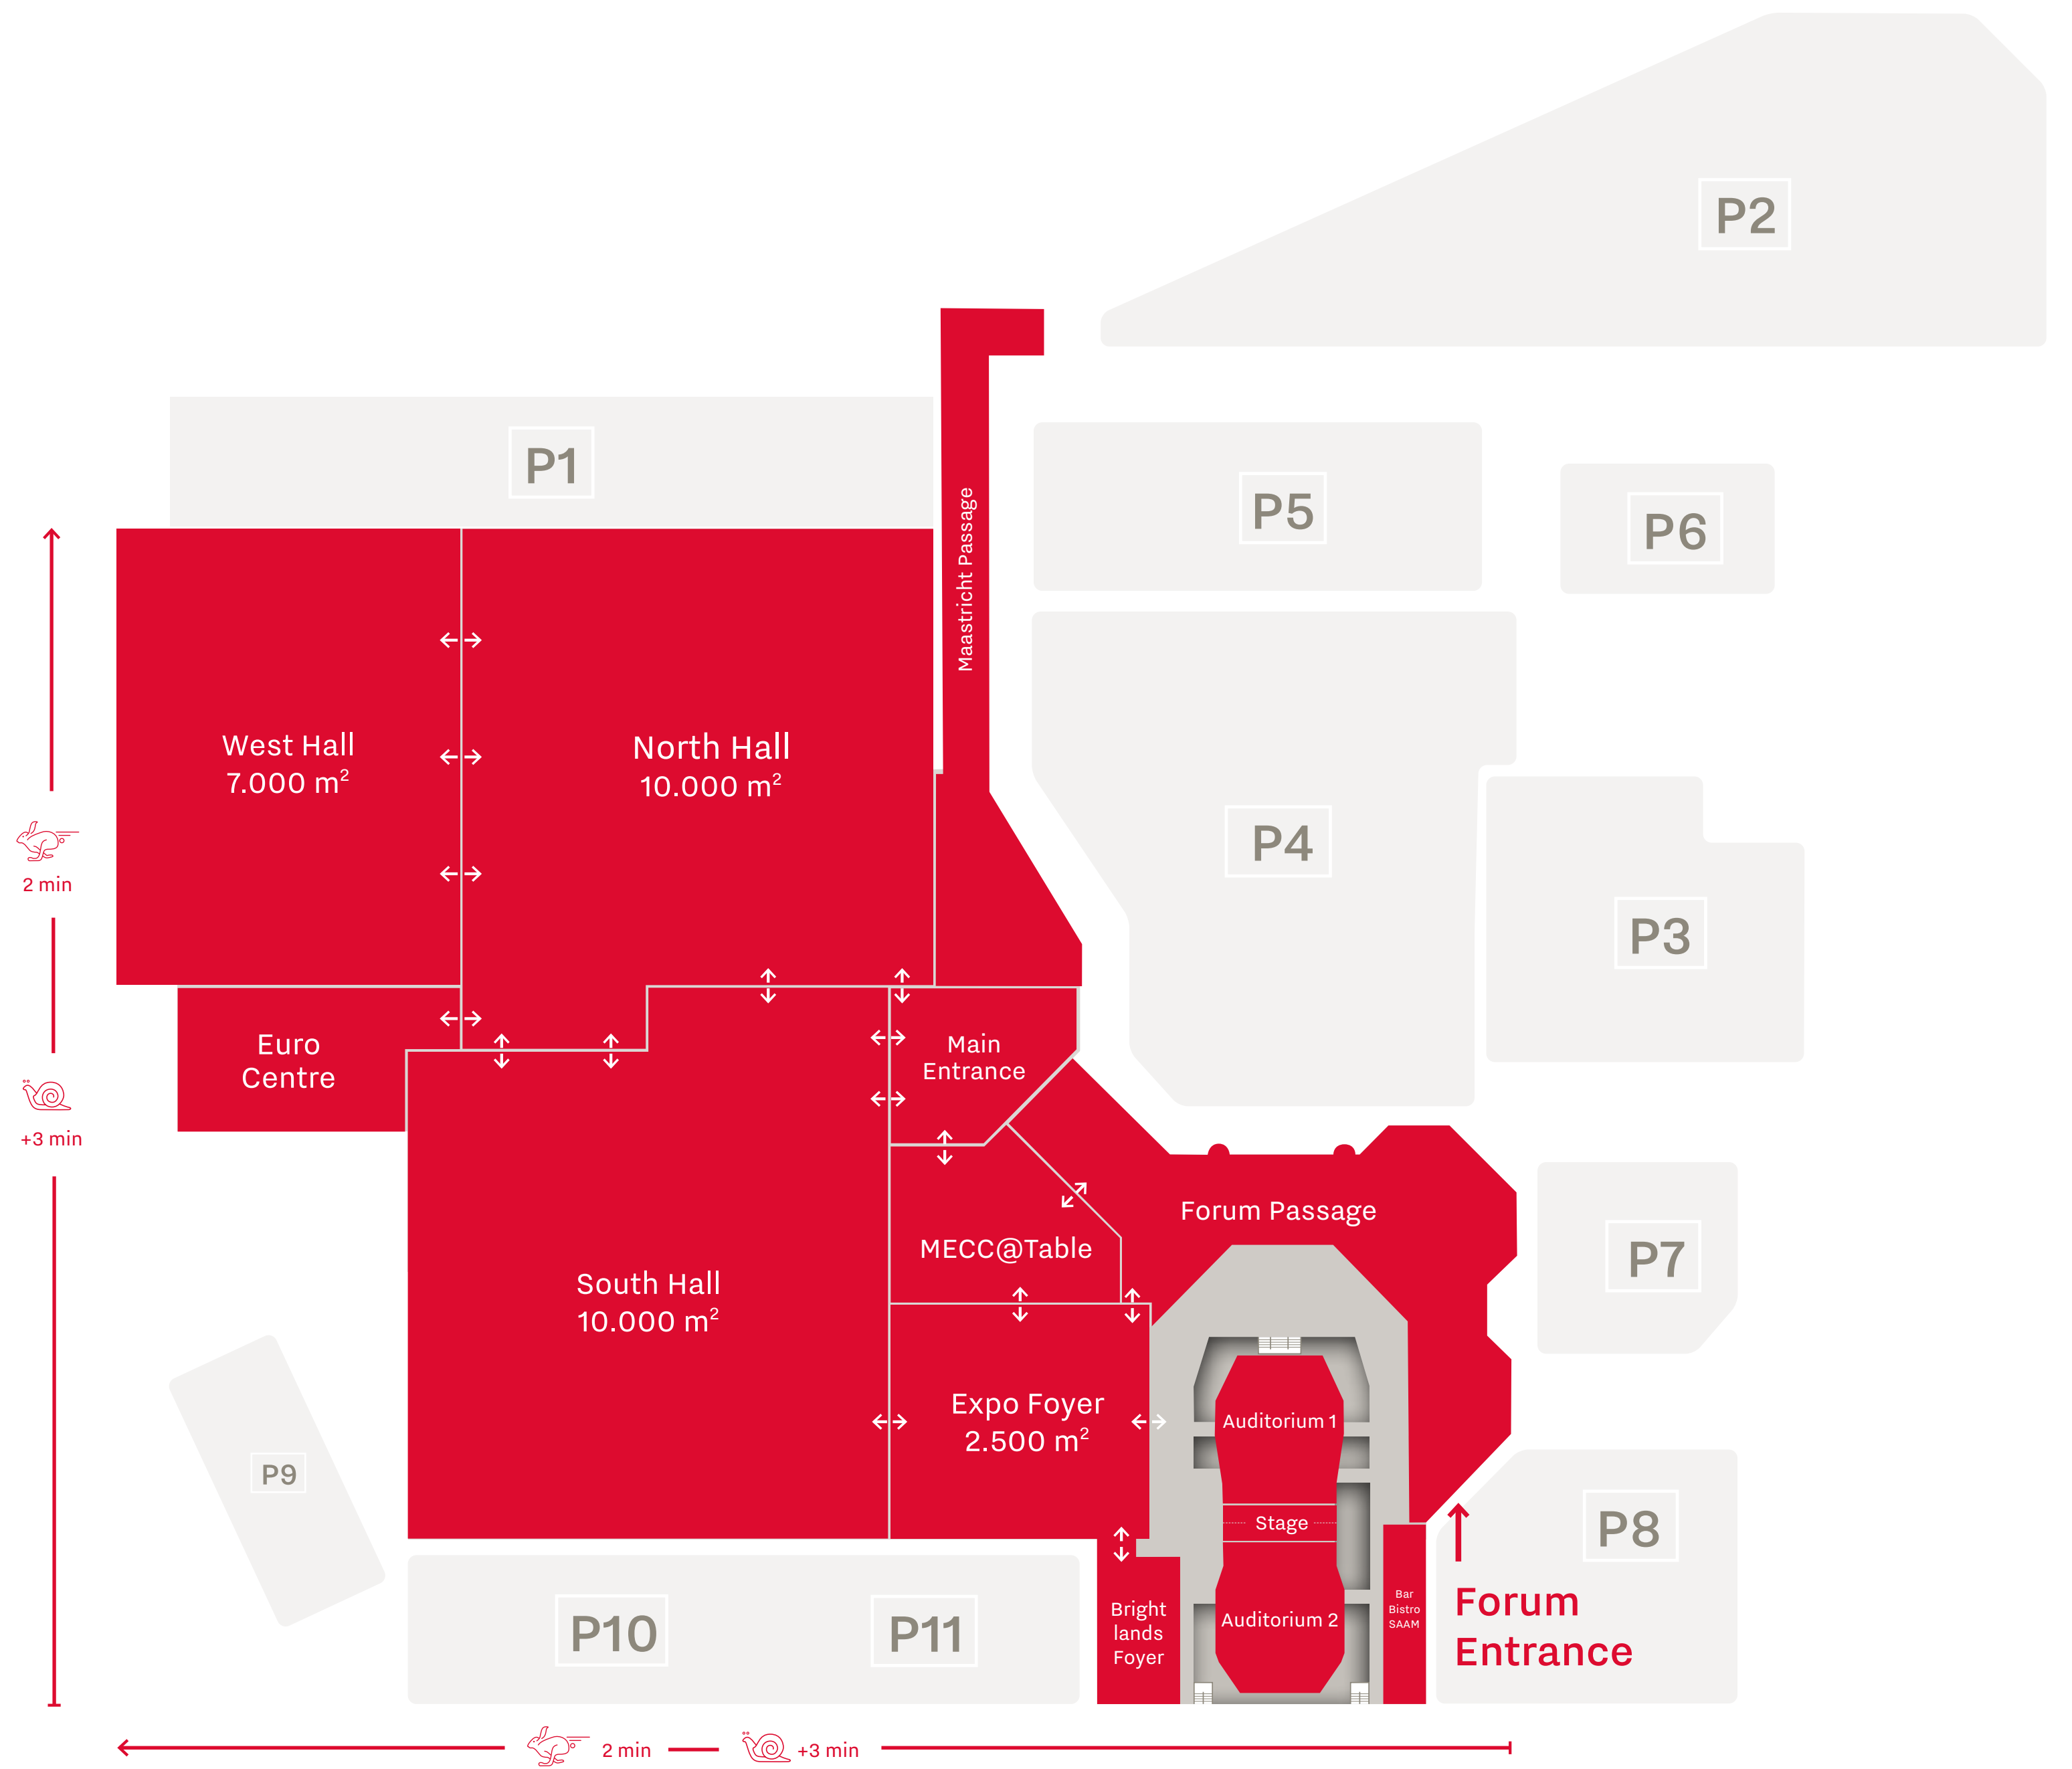 P2
P1
P5
P6
Maastricht Passage
West Hall
7.000 m²
North Hall
10.000 m²
P4
2 min
P3
Euro
Centre
Main
Entrance
+3 min
Forum Passage
MECC@Table
P7
South Hall
10.000 m²
Expo Foyer
2.500 m²
Auditorium 1
P9
Stage
P8
Bar
Bistro
SAAM
Forum
Entrance
Bright
lands
Foyer
Auditorium 2
P10
P11
2 min
+3 min